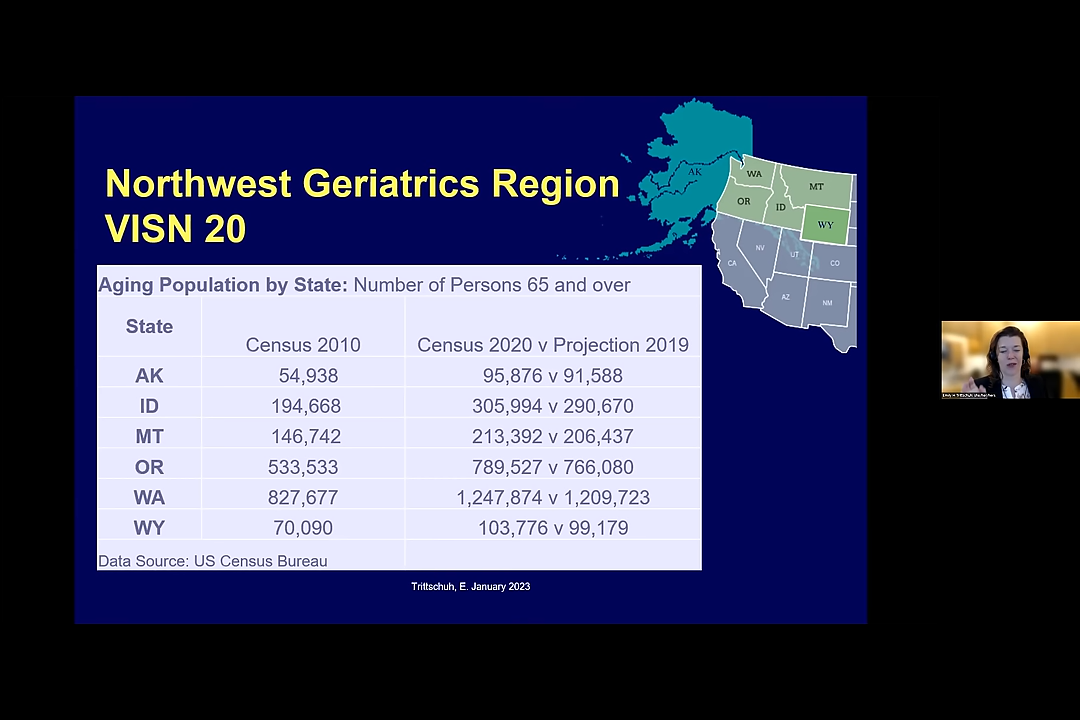 Northwest Geriatrics Region
VISN 20
AK
WA
MT
OR
ID
WY
NV
UT
CA
CO
AZ
NM
Aging Population by State: Number of Persons 65 and over
State Census 2010 Census 2020 v Projection 2019
AK 54,938 95,876 v 91,588
ID 194,668 305,994 v 290,670
MT 146,742 213,392 v 206,437
OR 533,533 789,527 v 766,080
WA 827,677 1,247,874 v 1,209,723
WY 70,090 103,776 v 99,179
Data Source: US Census Bureau
Trittschuh, E. January 2023